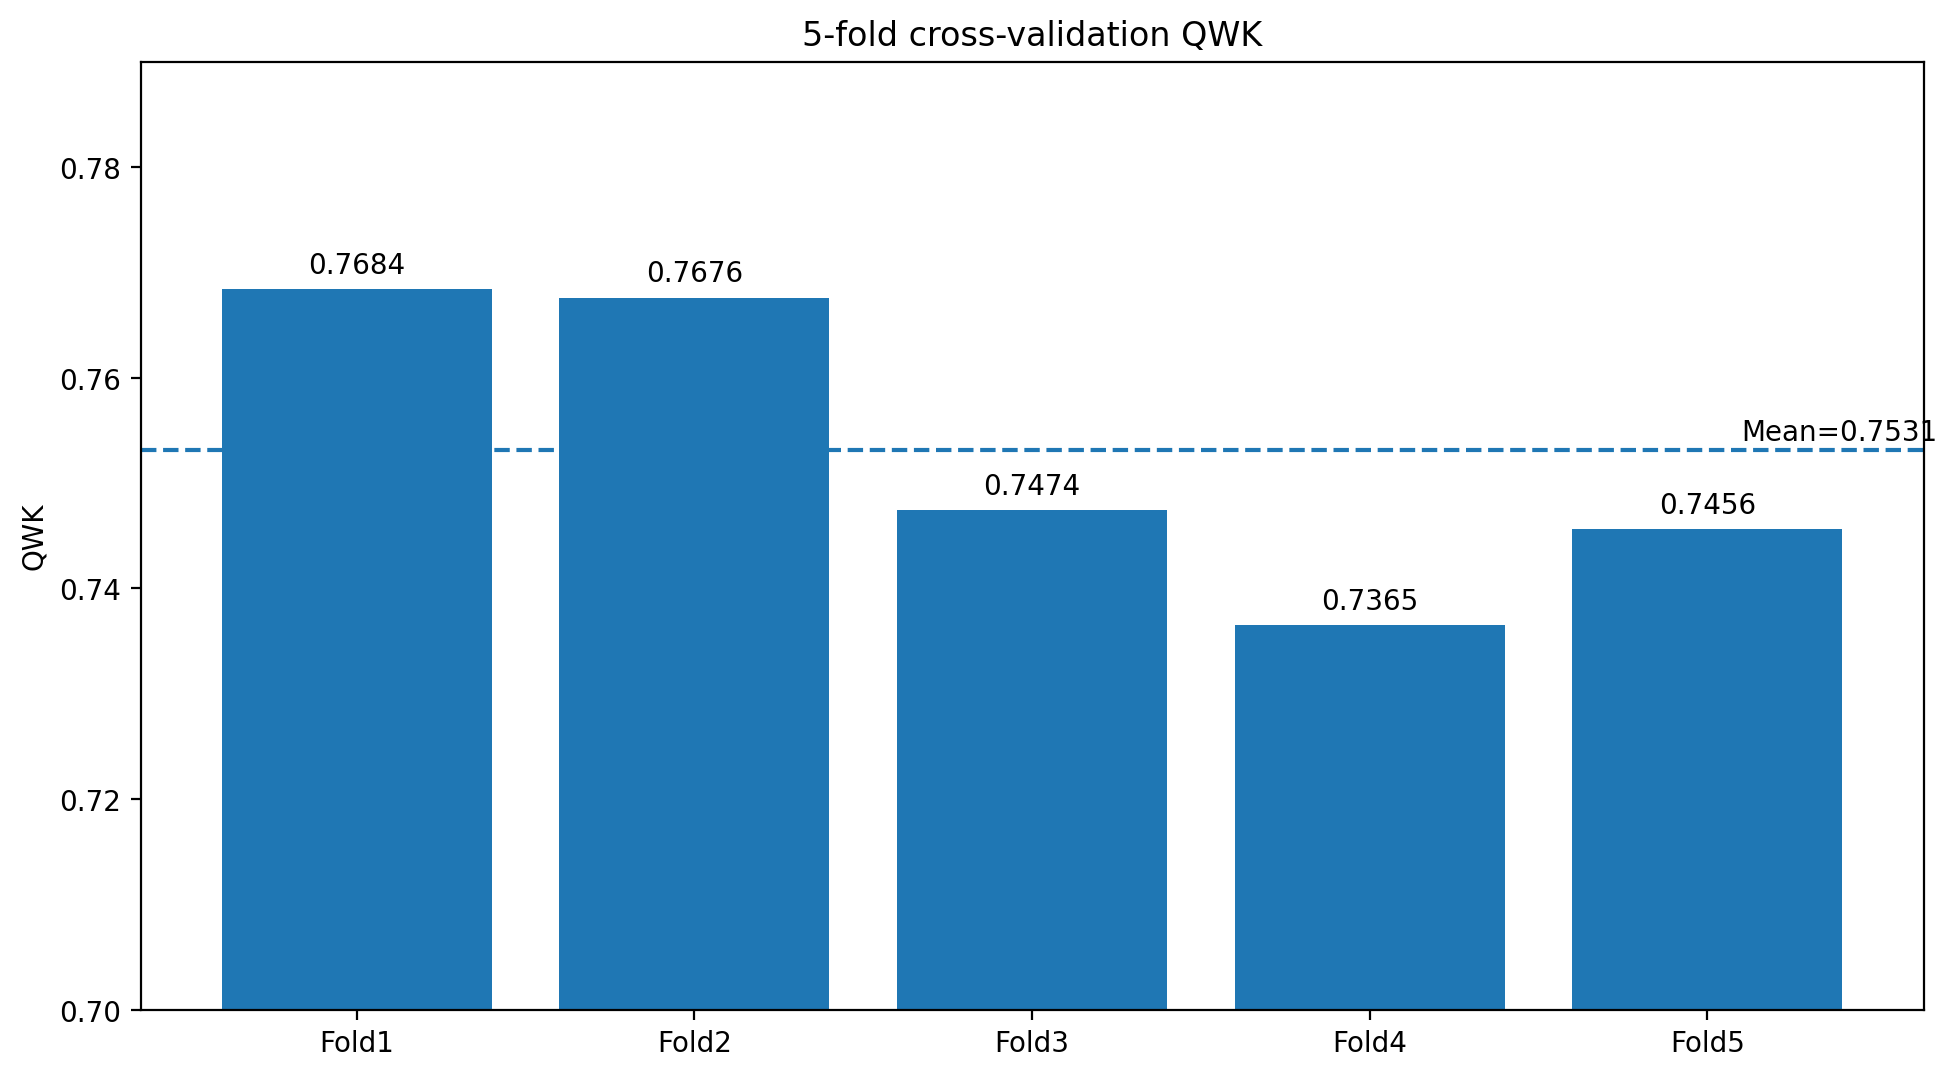 5-fold cross-validation QWK
QWK
0.78
0.76
0.74
0.72
0.70
0.7684
0.7676
0.7474
0.7365
0.7456
Mean=0.7531
Fold1
Fold2
Fold3
Fold4
Fold5